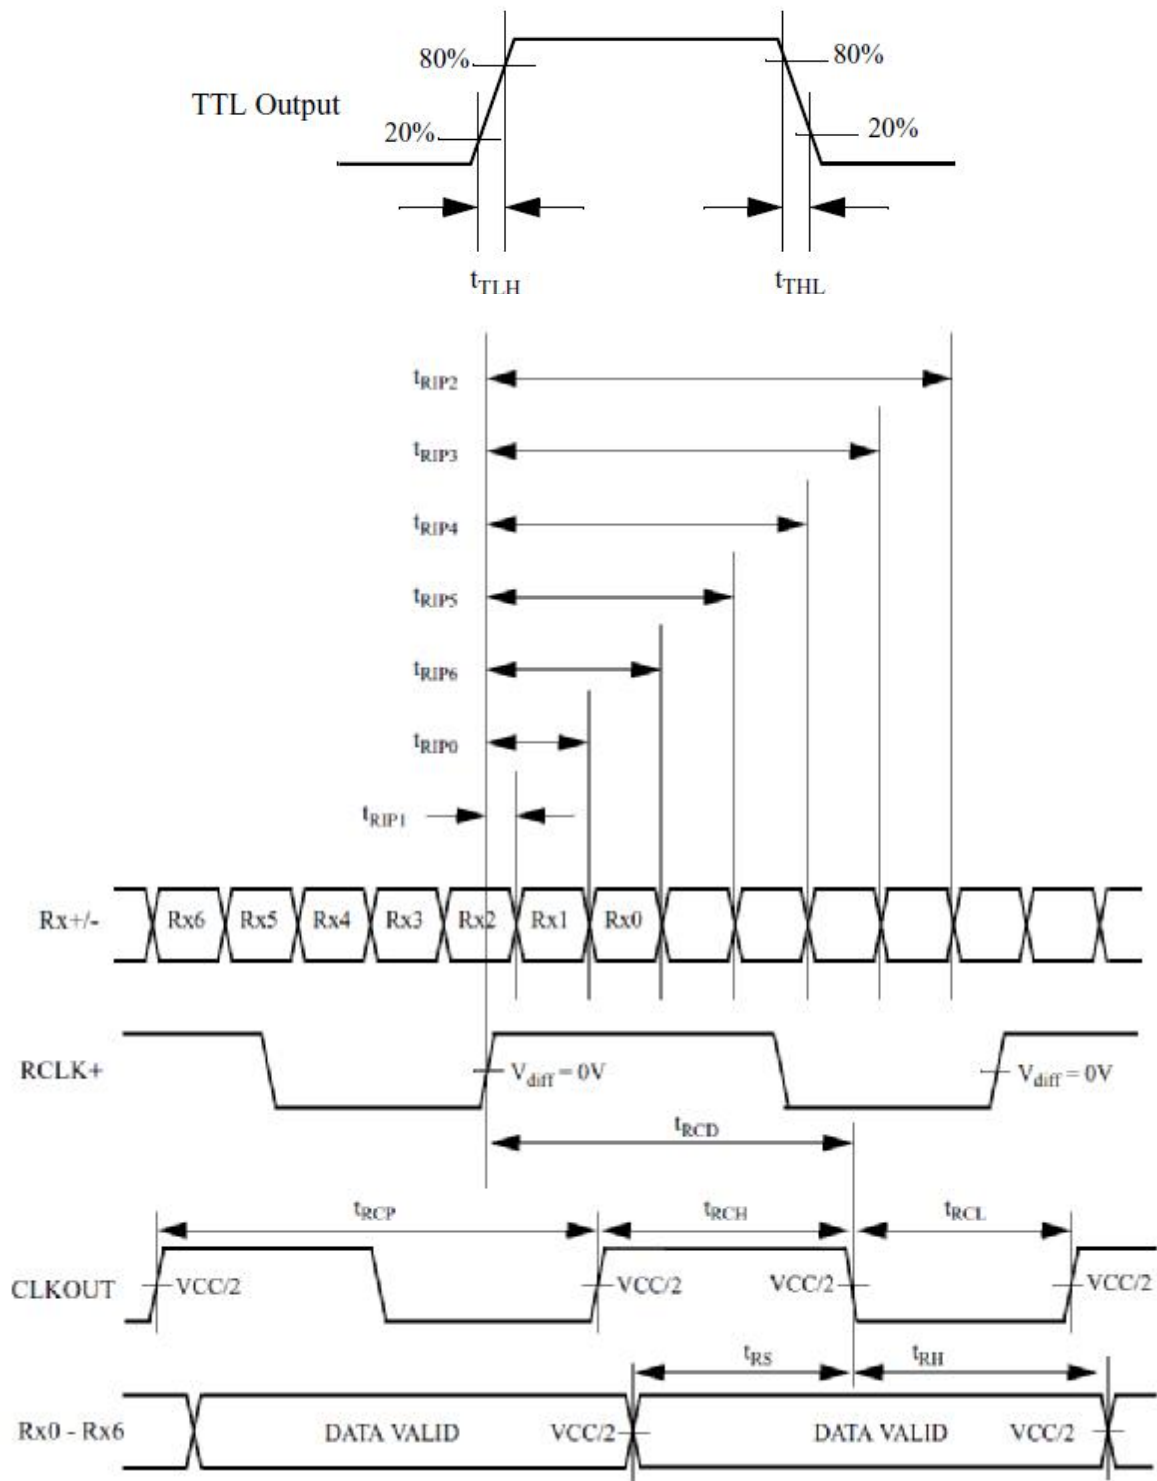 80%
80%
TTL Output
20%
20%
tTLH
tTHL
tRIP2
tRIP3
tRIP4
tRIP5
tRIP6
tRIP0
tRIP1
Rx+/-
Rx6
Rx5
Rx4
Rx3
Rx2
Rx1
Rx0
RCLK+
Vdiff = 0V
Vdiff = 0V
tRCD
tRCP
tRCH
tRCL
CLKOUT
VCC/2
VCC/2
VCC/2
VCC/2
tRS
tRH
Rx0 - Rx6
DATA VALID
VCC/2
DATA VALID
VCC/2